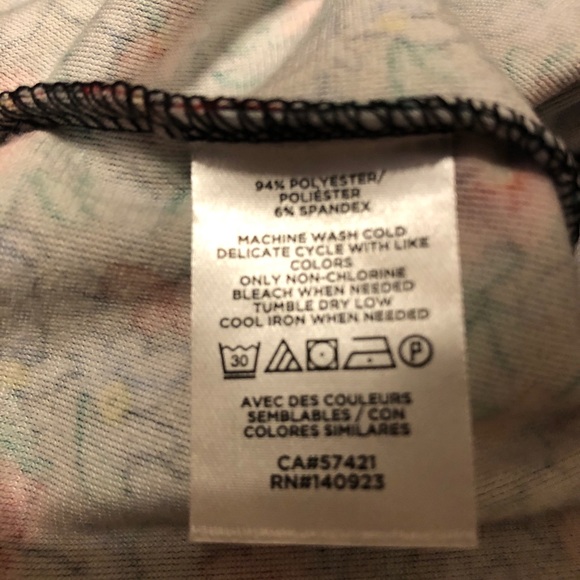 94% POLYESTER/
POLIÉSTER
6% SPANDEX
MACHINE WASH COLD
DELICATE CYCLE WITH LIKE
COLORS
ONLY NON-CHLORINE
BLEACH WHEN NEEDED
TUMBLE DRY LOW
COOL IRON WHEN NEEDED
30 P
AVEC DES COULEURS
SEMBLABLES / CON
COLORES SIMILARES
CA#57421
RN#140923